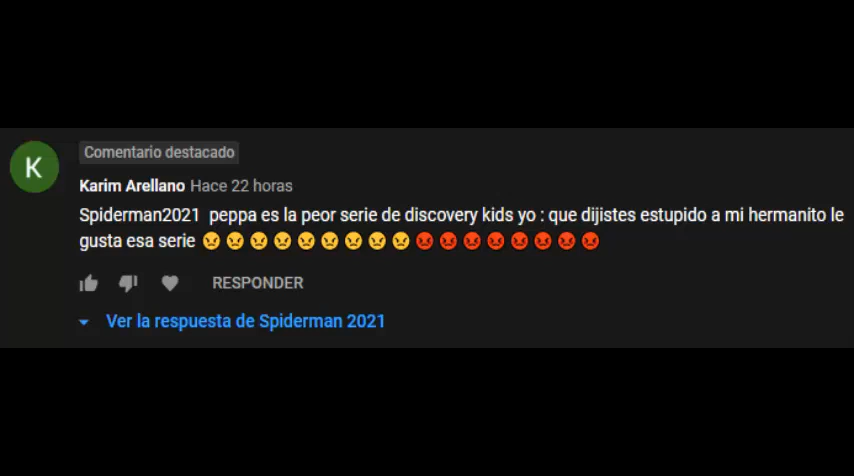 K
Comentario destacado
Karim Arellano Hace 22 horas
Spiderman2021 peppa es la peor serie de discovery kids yo : que dijistes estupido a mi hermanito le
gusta esa serie 😠😠😠😠😠😠😠😠😠😡😡😡😡😡😡😡😡
RESPONDER
Ver la respuesta de Spiderman 2021